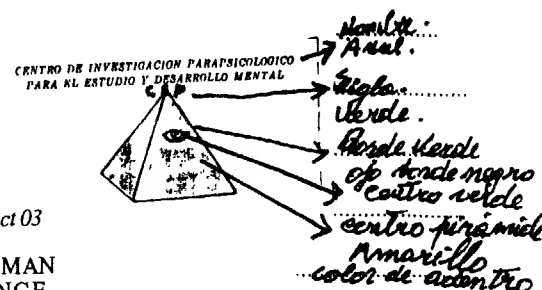 Nombre:
Azul.
CENTRO DE INVESTIGACION PARAPSICOLOGICO
PARA EL ESTUDIO Y DESARROLLO MENTAL
C I P
Sigla.
Verde.
Borde verde
ojo borde negro
centro verde
centro pirámide
Amarillo
color de adentro
ct 03
MAN
NCE